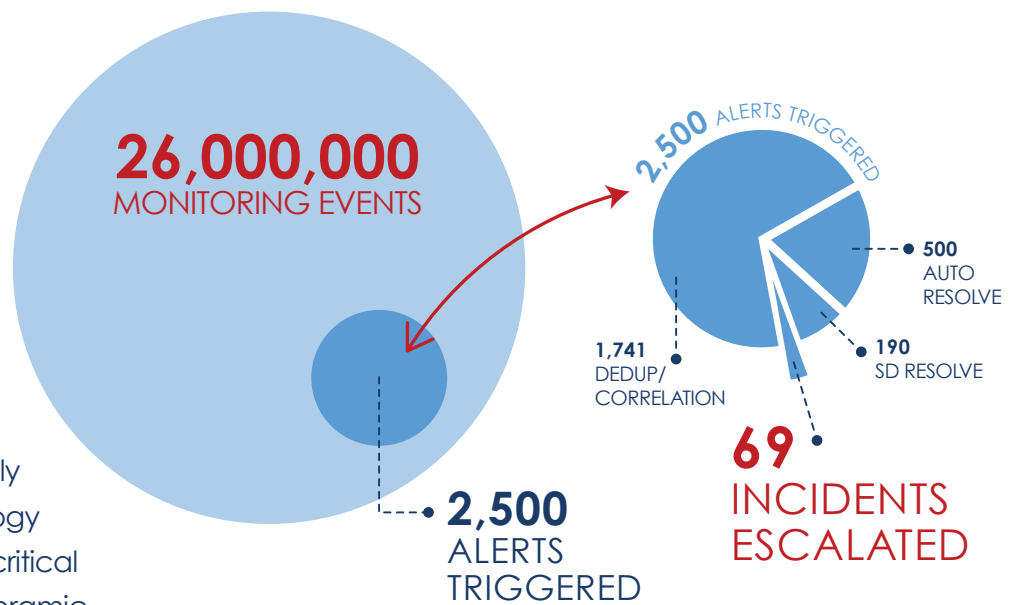 26,000,000
MONITORING EVENTS
2,500 ALERTS TRIGGERED
500
AUTO
RESOLVE
190
SD RESOLVE
1,741
DEDUP/
CORRELATION
69
INCIDENTS
ESCALATED
2,500
ALERTS
TRIGGERED
ly
ogy
critical